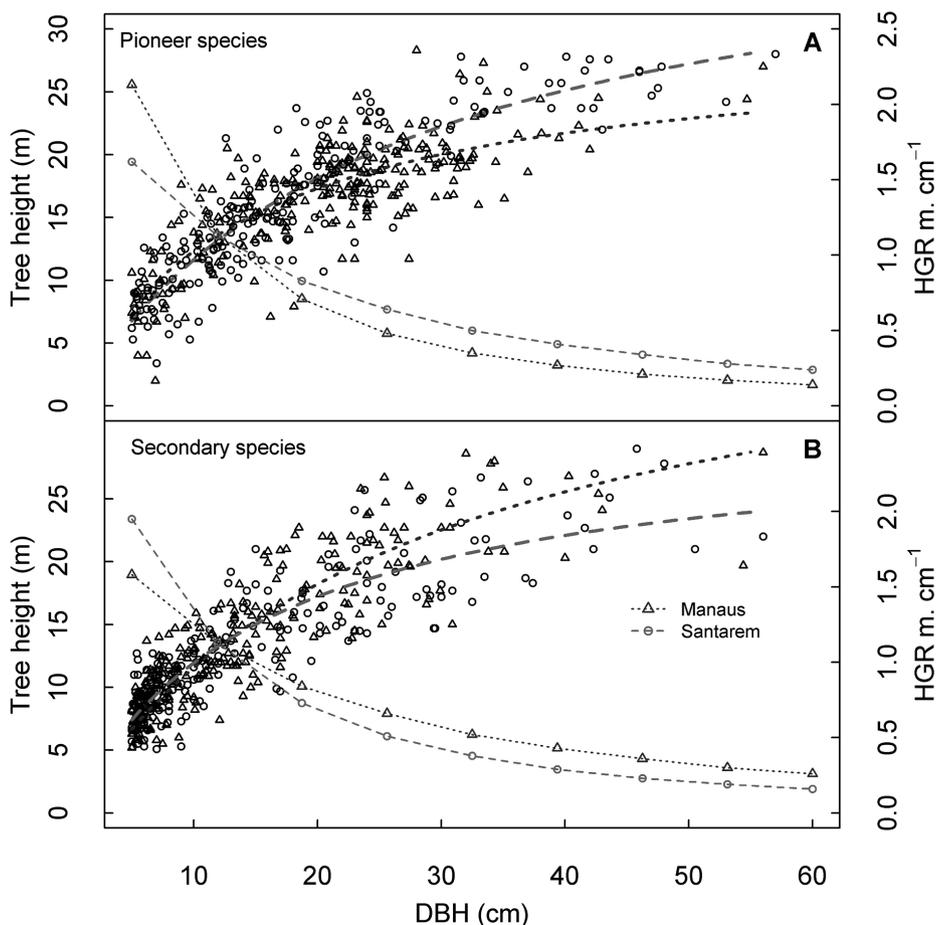 Pioneer species
A
Tree height (m)
0
5
10
15
20
25
30
HGR m. cm⁻¹
0.0
0.5
1.0
1.5
2.0
2.5
Secondary species
B
Tree height (m)
0
5
10
15
20
25
HGR m. cm⁻¹
0.0
0.5
1.0
1.5
2.0
Manaus
Santarem
10 20 30 40 50 60
DBH (cm)